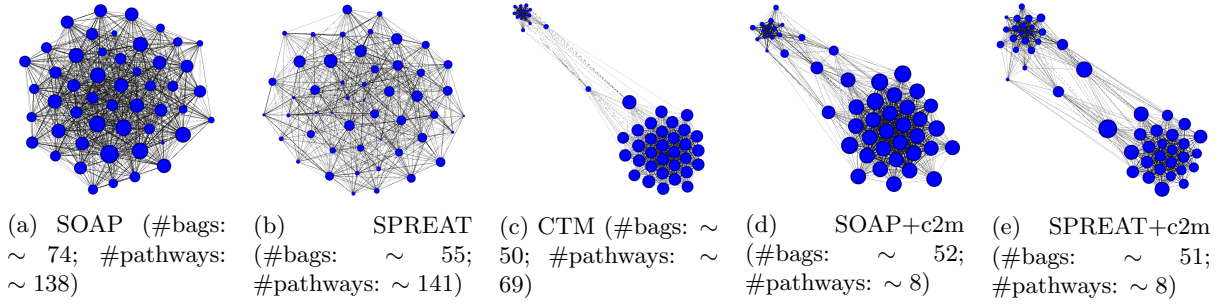 (a) SOAP (#bags:
∼ 74; #pathways:
∼ 138)
(b) SPREAT
(#bags: ∼ 55;
#pathways: ∼ 141)
(c) CTM (#bags: ∼
50; #pathways: ∼
69)
(d) SOAP+c2m
(#bags: ∼ 52;
#pathways: ∼ 8)
(e) SPREAT+c2m
(#bags: ∼ 51;
#pathways: ∼ 8)